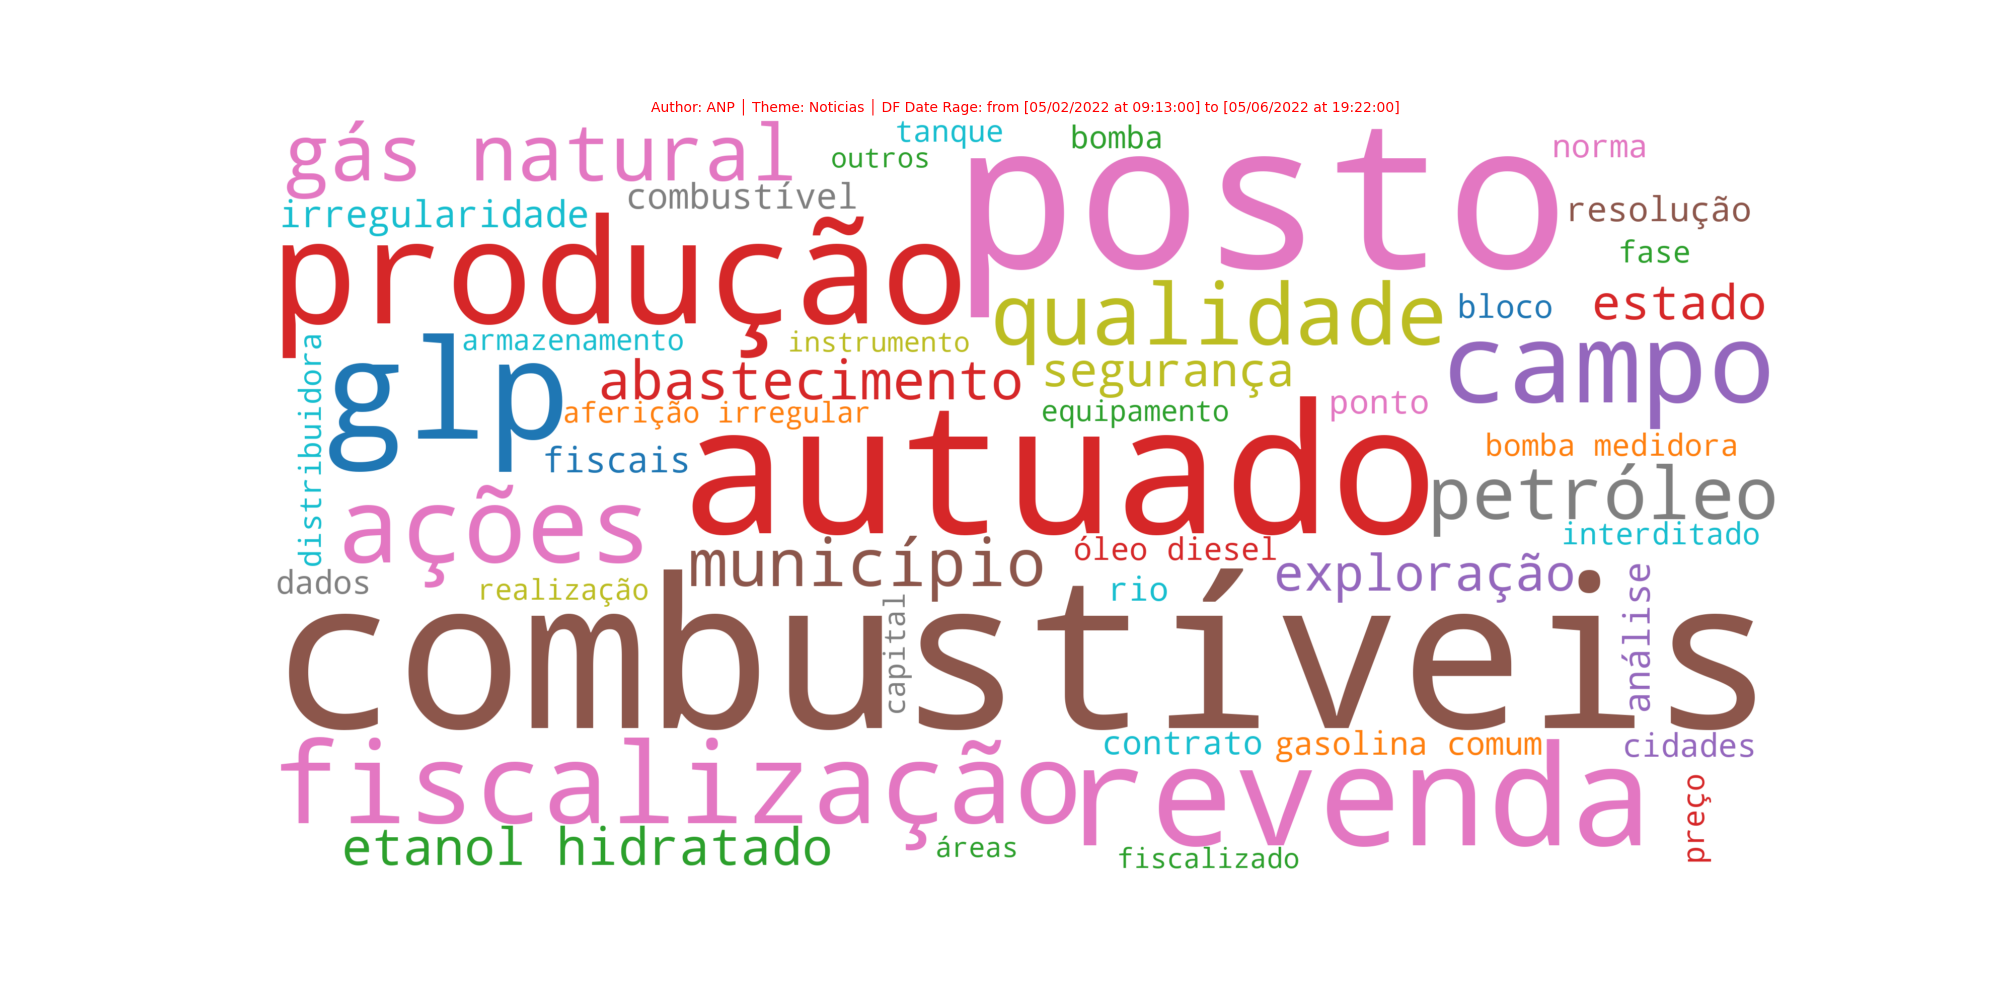 Author: ANP | Theme: Noticias | DF Date Rage: from [05/02/2022 at 09:13:00] to [05/06/2022 at 19:22:00]
gás natural
tanque
outros
bomba
posto
norma
combustível
irregularidade
resolução
produção
fase
qualidade
bloco
estado
distribuidora
glp
armazenamento
instrumento
segurança
campo
abastecimento
aferição irregular
equipamento
ponto
fiscais
autuado
bomba medidora
ações
petróleo
interditado
município
óleo diesel
dados
realização
rio
exploração
análise
combustíveis
capital
fiscalização
contrato
gasolina comum
cidades
revenda
preço
etanol hidratado
áreas
fiscalizado